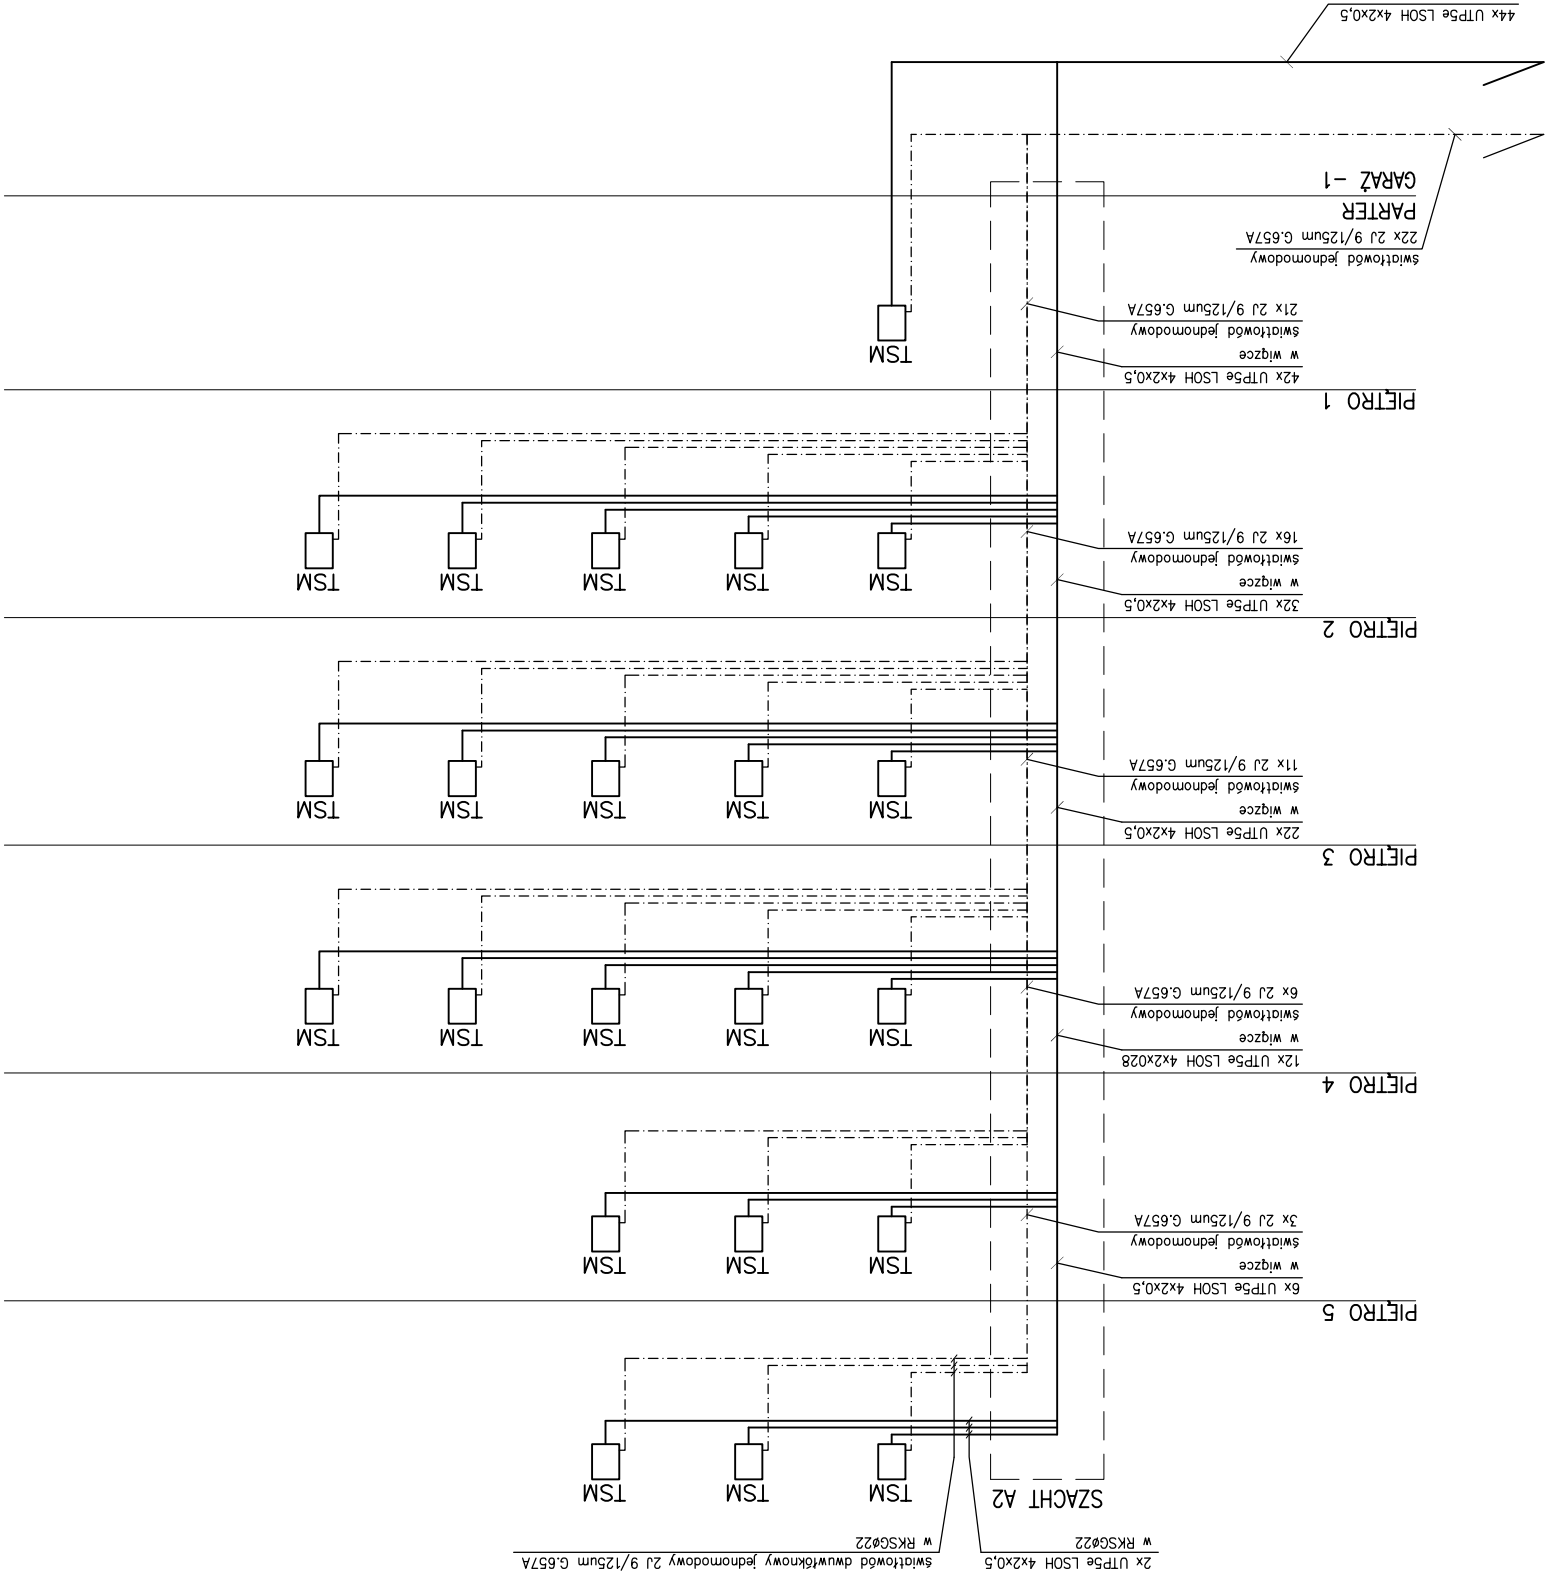 2x UTP5e LSOH 4x2x0,5
w RKSGø22
światłowód dwuwłóknowy jednomodowy 2J 9/125um G.657A
w RKSGø22
SZACHT A2
TSM
TSM
TSM
PIĘTRO 5
6x UTP5e LSOH 4x2x0,5
w wiązce
światłowód jednomodowy
3x 2J 9/125um G.657A
TSM
TSM
TSM
PIĘTRO 4
12x UTP5e LSOH 4x2x028
w wiązce
światłowód jednomodowy
6x 2J 9/125um G.657A
TSM
TSM
TSM
TSM
TSM
PIĘTRO 3
22x UTP5e LSOH 4x2x0,5
w wiązce
światłowód jednomodowy
11x 2J 9/125um G.657A
TSM
TSM
TSM
TSM
TSM
PIĘTRO 2
32x UTP5e LSOH 4x2x0,5
w wiązce
światłowód jednomodowy
16x 2J 9/125um G.657A
TSM
TSM
TSM
TSM
TSM
PIĘTRO 1
42x UTP5e LSOH 4x2x0,5
w wiązce
światłowód jednomodowy
21x 2J 9/125um G.657A
TSM
światłowód jednomodowy
22x 2J 9/125um G.657A
PARTER
GARAŻ -1
44x UTP5e LSOH 4x2x0,5